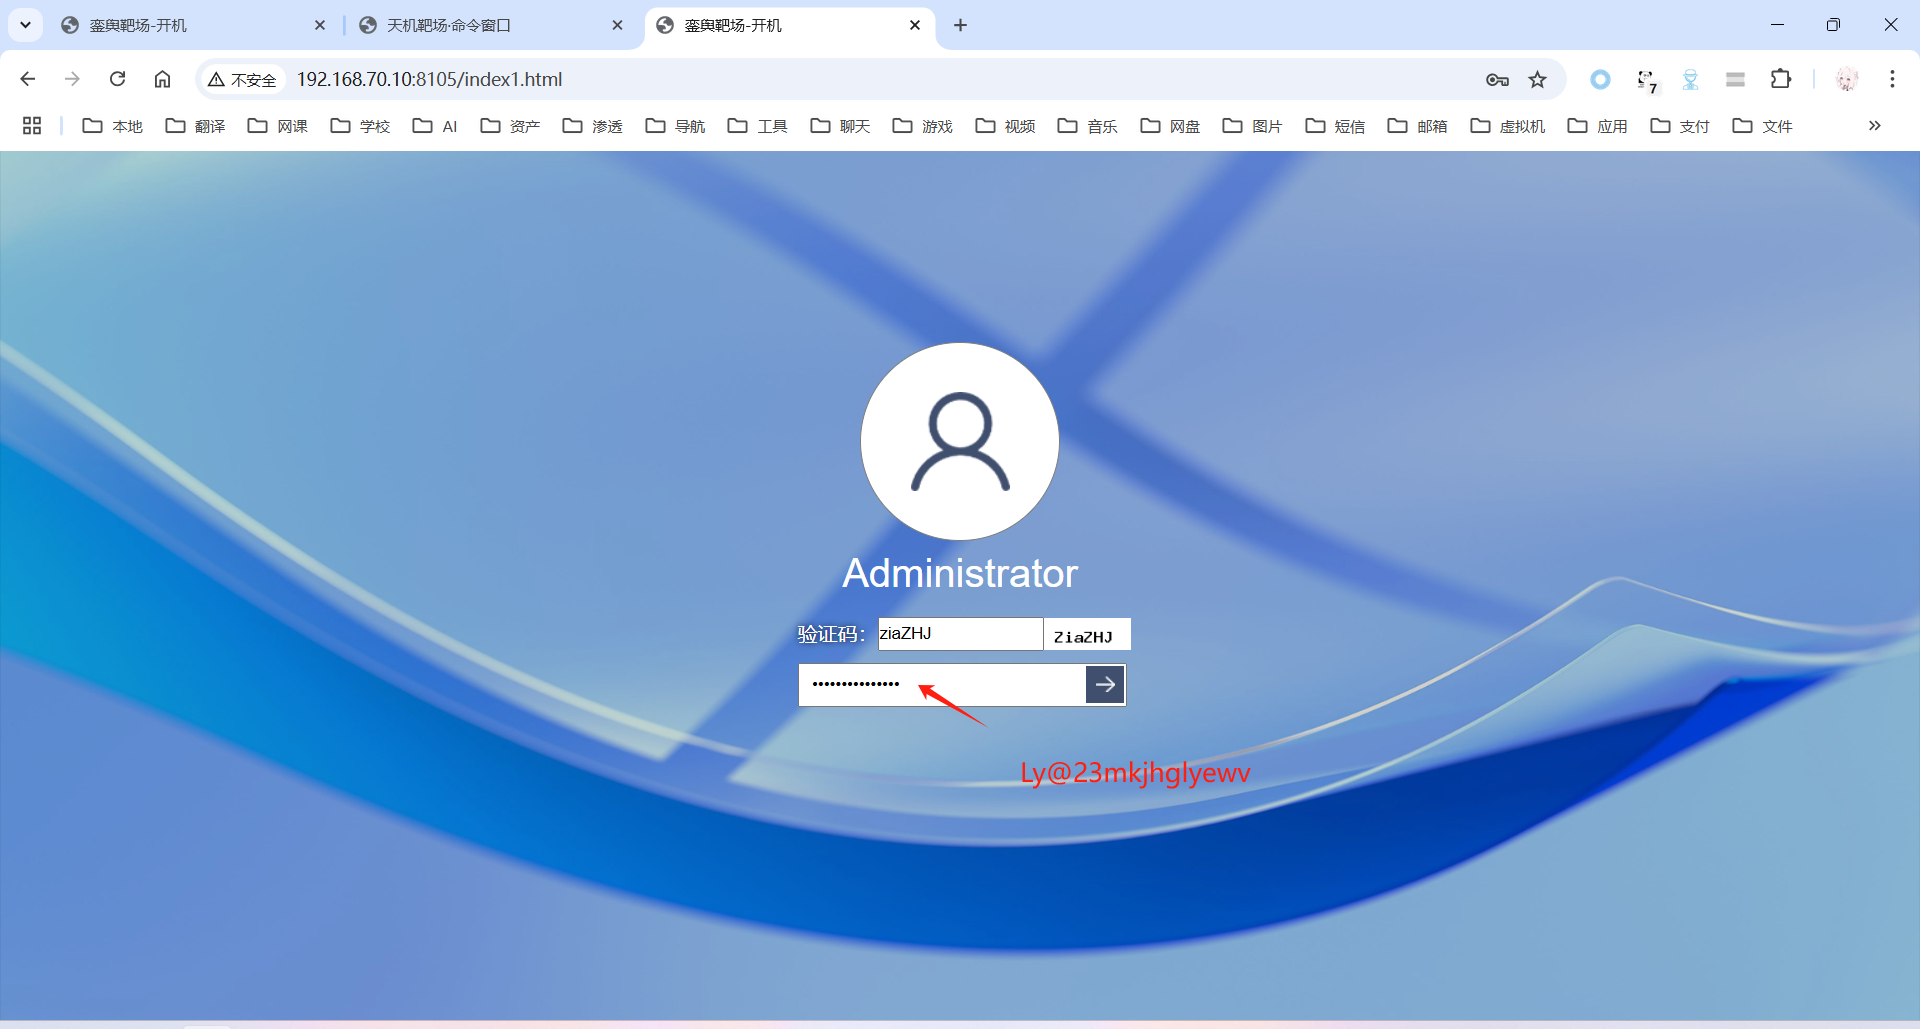 銮舆靶场-开机
天机靶场·命令窗口
銮舆靶场-开机
不安全
192.168.70.10:8105/index1.html
7
本地
翻译
网课
学校
AI
资产
渗透
导航
工具
聊天
游戏
视频
音乐
网盘
图片
短信
邮箱
虚拟机
应用
支付
文件
Administrator
验证码：
ziaZHJ
ZiaZHJ
•••••••••••••••
Ly@23mkjhglyewv